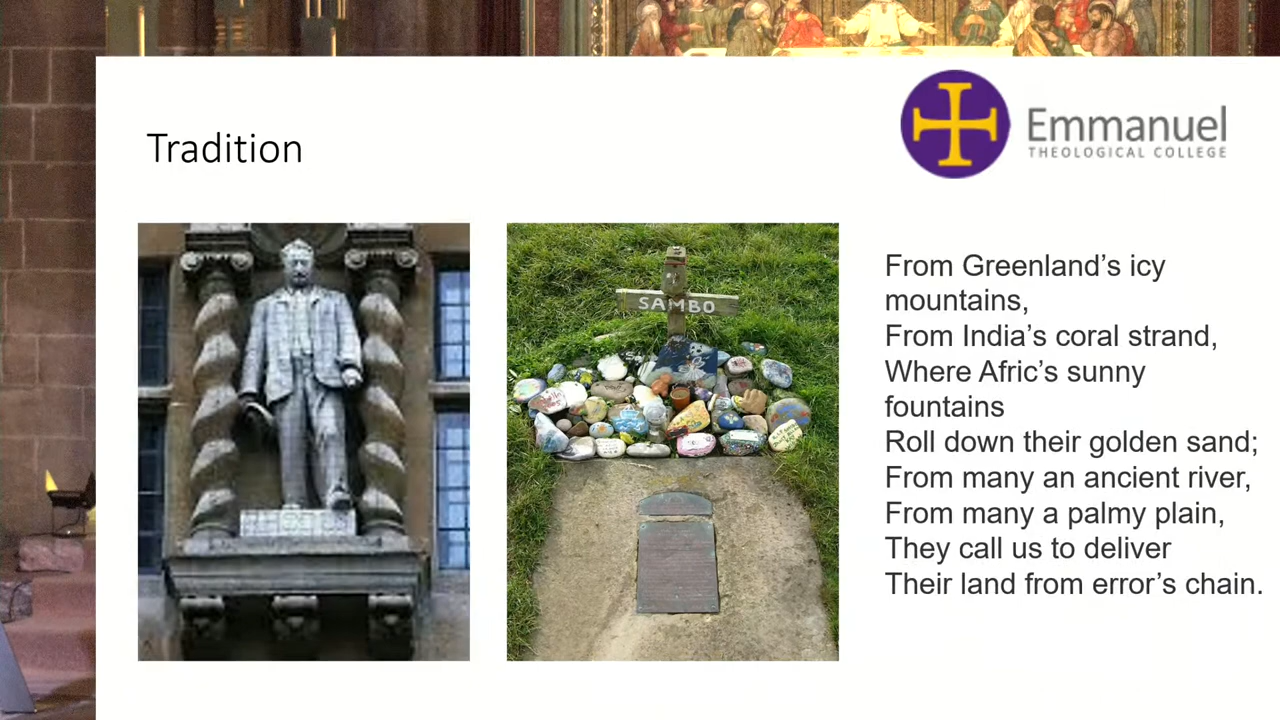 Emmanuel
THEOLOGICAL COLLEGE
Tradition
SAMBO
From Greenland’s icy
mountains,
From India’s coral strand,
Where Afric’s sunny
fountains
Roll down their golden sand;
From many an ancient river,
From many a palmy plain,
They call us to deliver
Their land from error’s chain.